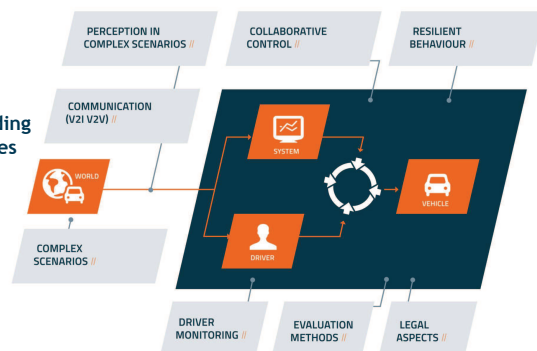 PERCEPTION IN
COMPLEX SCENARIOS //
COLLABORATIVE
CONTROL //
RESILIENT
BEHAVIOUR //
COMMUNICATION
(V2I V2V) //
ling
es
SYSTEM
WORLD
VEHICLE
DRIVER
COMPLEX
SCENARIOS //
DRIVER
MONITORING //
EVALUATION
METHODS //
LEGAL
ASPECTS //